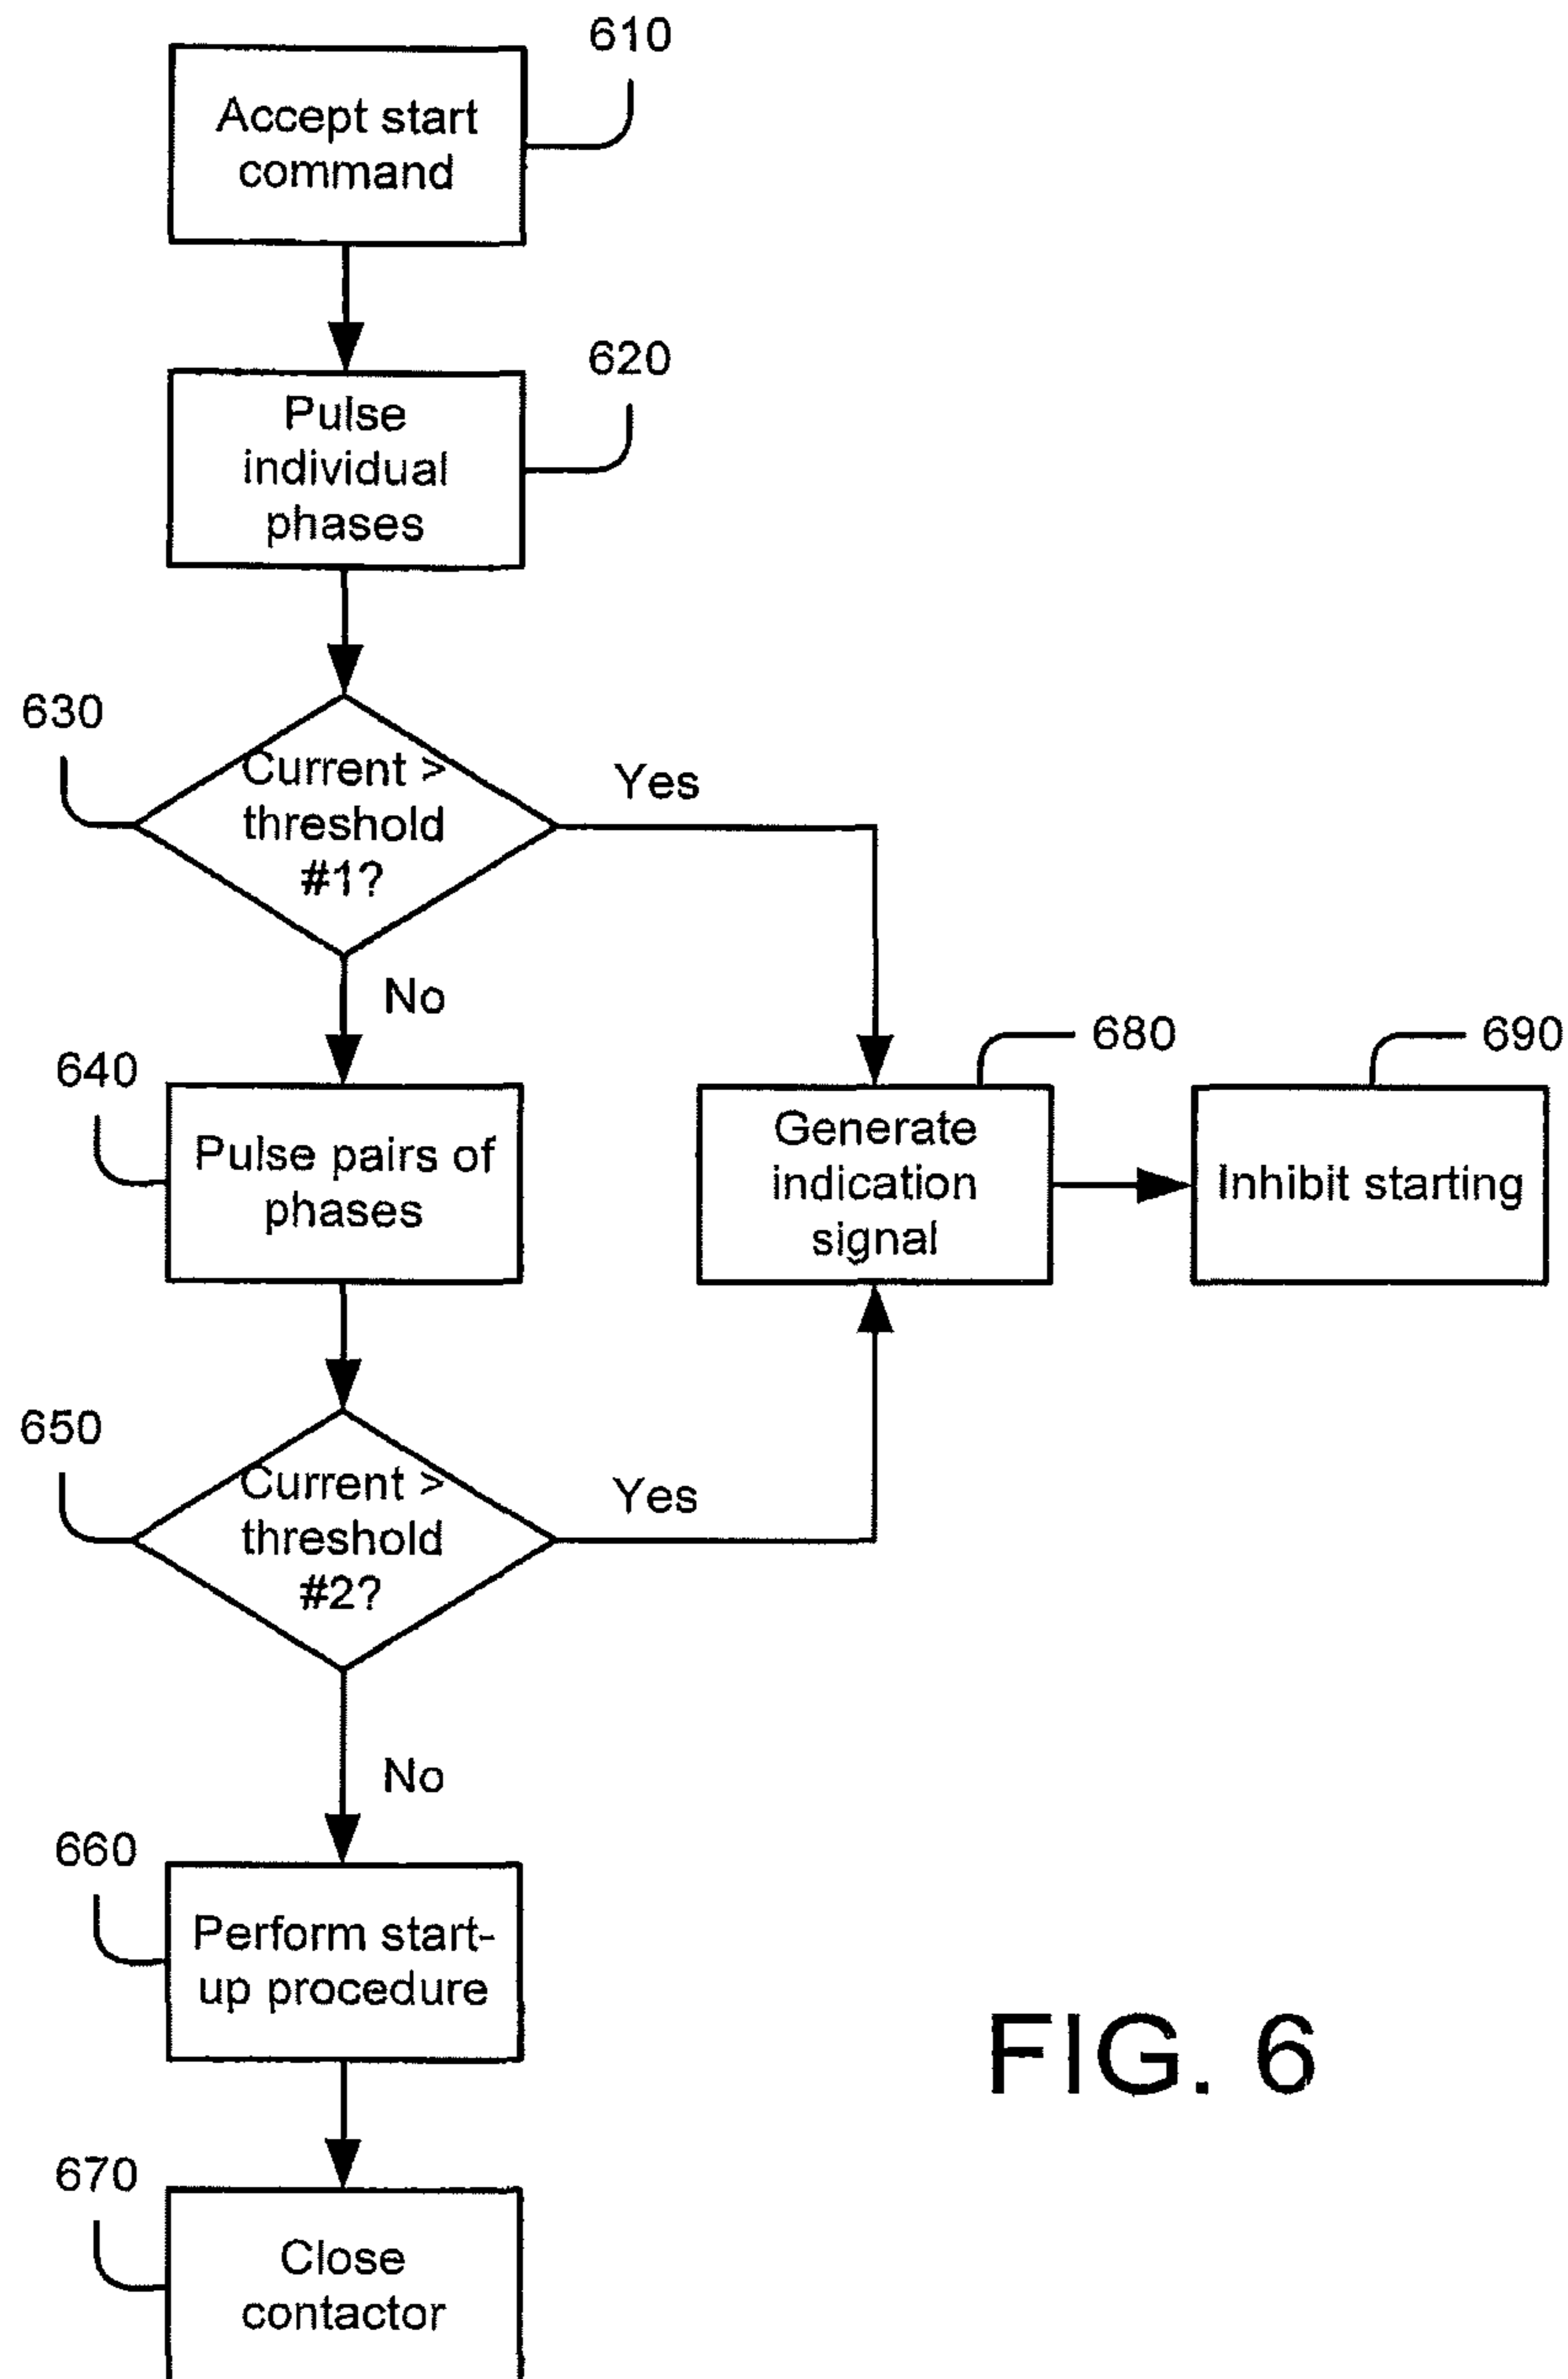 610
Accept start
command
620
Pulse
individual
phases
630
Current >
threshold
#1?
Yes
No
640
Pulse pairs of
phases
680
Generate
indication
signal
690
Inhibit starting
650
Current >
threshold
#2?
Yes
No
660
Perform start-
up procedure
670
Close
contactor
FIG. 6